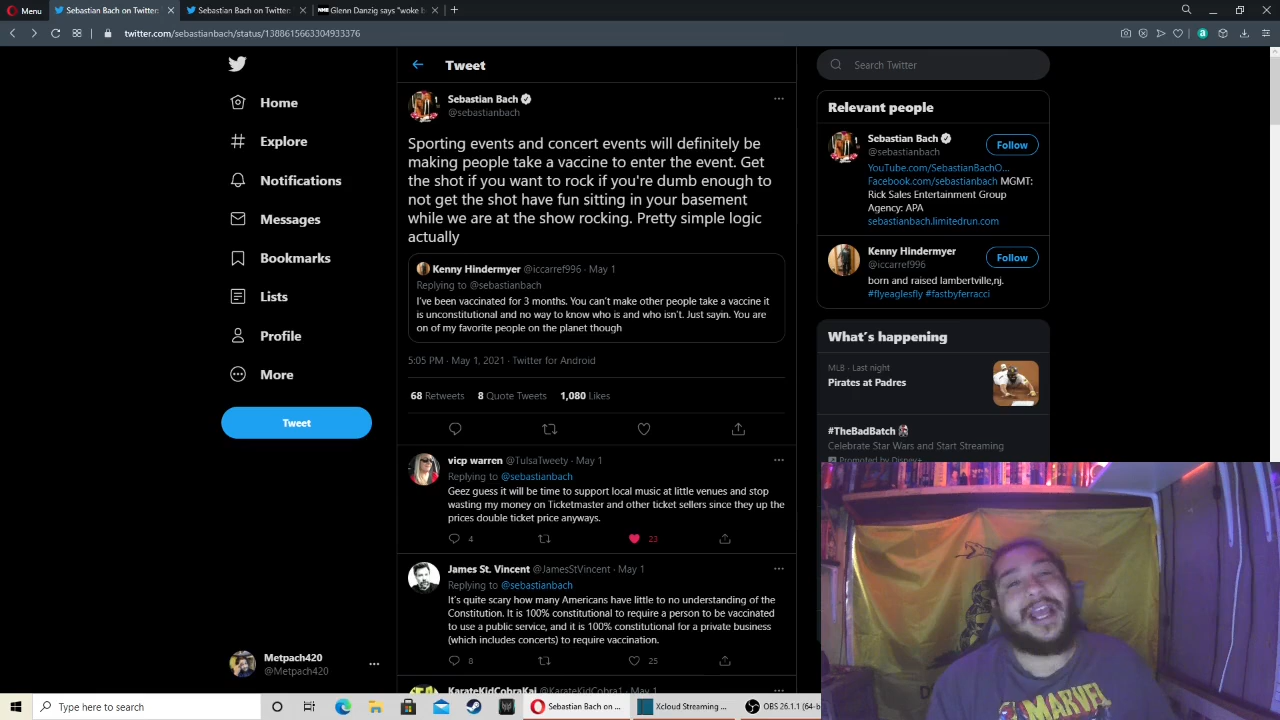 Menu
Sebastian Bach on Twitter:
Sebastian Bach on Twitter:
Glenn Danzig says "woke b
twitter.com/sebastianbach/status/1388615663304933376
Home
Explore
Notifications
Messages
Bookmarks
Lists
Profile
More
Tweet
Metpach420
@Metpach420
Tweet
Sebastian Bach
@sebastianbach
Sporting events and concert events will definitely be
making people take a vaccine to enter the event. Get
the shot if you want to rock if you're dumb enough to
not get the shot have fun sitting in your basement
while we are at the show rocking. Pretty simple logic
actually
Kenny Hindermyer @iccarref996 · May 1
Replying to @sebastianbach
I've been vaccinated for 3 months. You can't make other people take a vaccine it
is unconstitutional and no way to know who is and who isn't. Just sayin. You are
on of my favorite people on the planet though
5:05 PM · May 1, 2021 · Twitter for Android
68 Retweets 8 Quote Tweets 1,080 Likes
vicp warren @TulsaTweety · May 1
Replying to @sebastianbach
Geez guess it will be time to support local music at little venues and stop
wasting my money on Ticketmaster and other ticket sellers since they up the
prices double ticket price anyways.
4 23
James St. Vincent @JamesStVincent · May 1
Replying to @sebastianbach
It's quite scary how many Americans have little to no understanding of the
Constitution. It is 100% constitutional to require a person to be vaccinated
to use a public service, and it is 100% constitutional for a private business
(which includes concerts) to require vaccination.
8 25
KarateKidCobraKai @KarateKidCobra1 · May 1
Search Twitter
Relevant people
Sebastian Bach
@sebastianbach
Follow
YouTube.com/SebastianBachO...
Facebook.com/sebastianbach MGMT:
Rick Sales Entertainment Group
Agency: APA
sebastianbach.limitedrun.com
Kenny Hindermyer
@iccarref996
Follow
born and raised lambertville,nj.
#flyeaglesfly #fastbyferracci
What's happening
MLB · Last night
Pirates at Padres
#TheBadBatch
Celebrate Star Wars and Start Streaming
Promoted by Disney+
MARVEL
Type here to search
Sebastian Bach on ...
Xcloud Streaming ...
OBS 26.1.1 (64-b